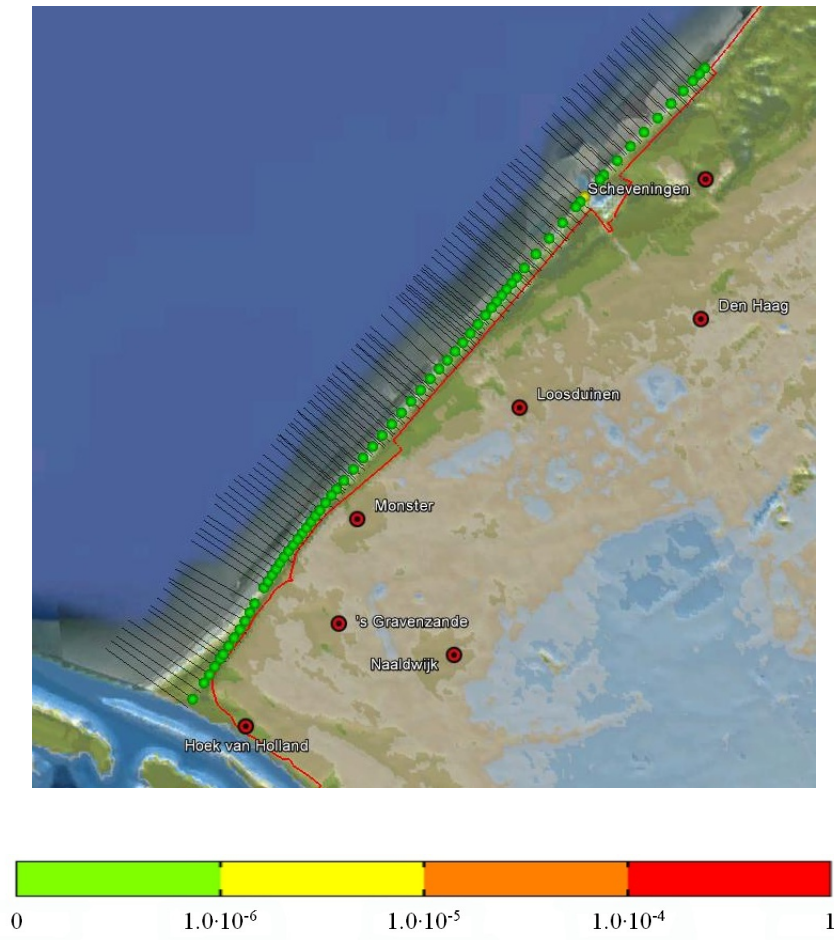 Scheveningen
Den Haag
Loosduinen
Monster
's Gravenzande
Naaldwijk
Hoek van Holland
0 1.0·10⁻⁶ 1.0·10⁻⁵ 1.0·10⁻⁴ 1